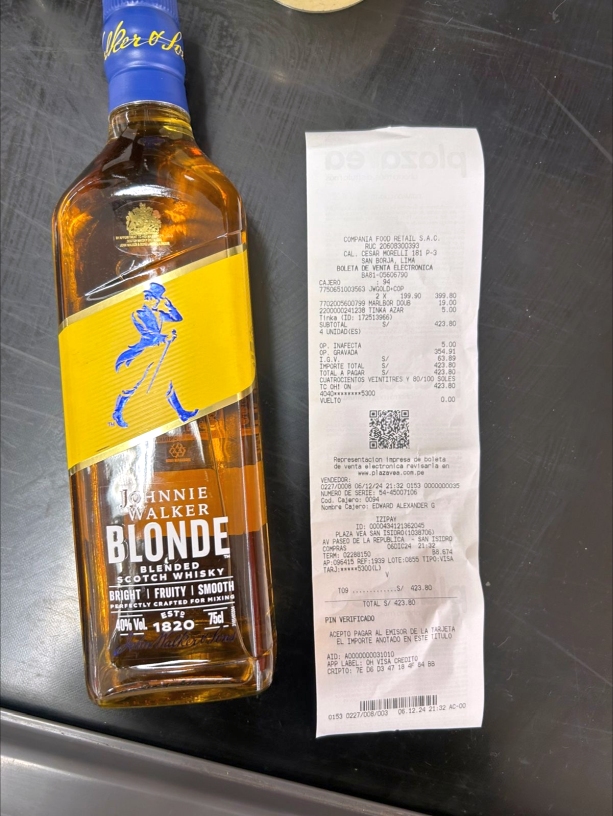 Walker & So
JOHNNIE
WALKER
BLONDE
BLENDED
SCOTCH WHISKY
BRIGHT | FRUITY | SMOOTH
PERFECTLY CRAFTED FOR MIXING
40% Vol. ESTD 1820 75cl
plazavea
COMPANIA FOOD RETAIL S.A.C.
RUC 20608300393
CAL. CESAR MORELLI 181 P-3
SAN BORJA, LIMA
BOLETA DE VENTA ELECTRONICA
BA81-05606790
CAJERO : 94
7750651003563 JWGOLD+COP
2 X 199.90 399.80
7702005600799 MARLBOR DOUB 19.00
2200000241238 TINKA AZAR 5.00
Tinka (ID: 172513966)
SUBTOTAL S/ 423.80
4 UNIDAD(ES)
OP. INAFECTA 5.00
OP. GRAVADA S/ 354.91
I.G.V. S/ 63.89
IMPORTE TOTAL S/ 423.80
TOTAL A PAGAR S/ 423.80
CUATROCIENTOS VEINTITRES Y 80/100 SOLES
TC OH! ON 423.80
4040********5300
VUELTO 0.00
Representacion impresa de boleta
de venta electronica revisarla en
www.plazavea.com.pe
VENDEDOR:
0227/0008 06/12/24 21:32 0153 0000000035
NUMERO DE SERIE: 54-45007106
Cod. Cajero: 0094
Nombre Cajero: EDWARD ALEXANDER G
IZIPAY
ID: 0000434121362045
PLAZA VEA SAN ISIDRO(1038706)
AV PASEO DE LA REPUBLICA - SAN ISIDRO
COMPRAS 06DIC24 21:32
TERM: 02288150 88.674
AP:096415 REF:1939 LOTE:0855 TIPO:VISA
TARJ:*****5300(L)
V
TO9 ............S/ 423.80
TOTAL S/ 423.80
PIN VERIFICADO
ACEPTO PAGAR AL EMISOR DE LA TARJETA
EL IMPORTE ANOTADO EN ESTE TITULO
AID: A0000000031010
APP LABEL: OH VISA CREDITO
CRIPTO: 7E D6 D3 47 18 4F 64 B6
0153 0227/008/003 06.12.24 21:32 AC-00